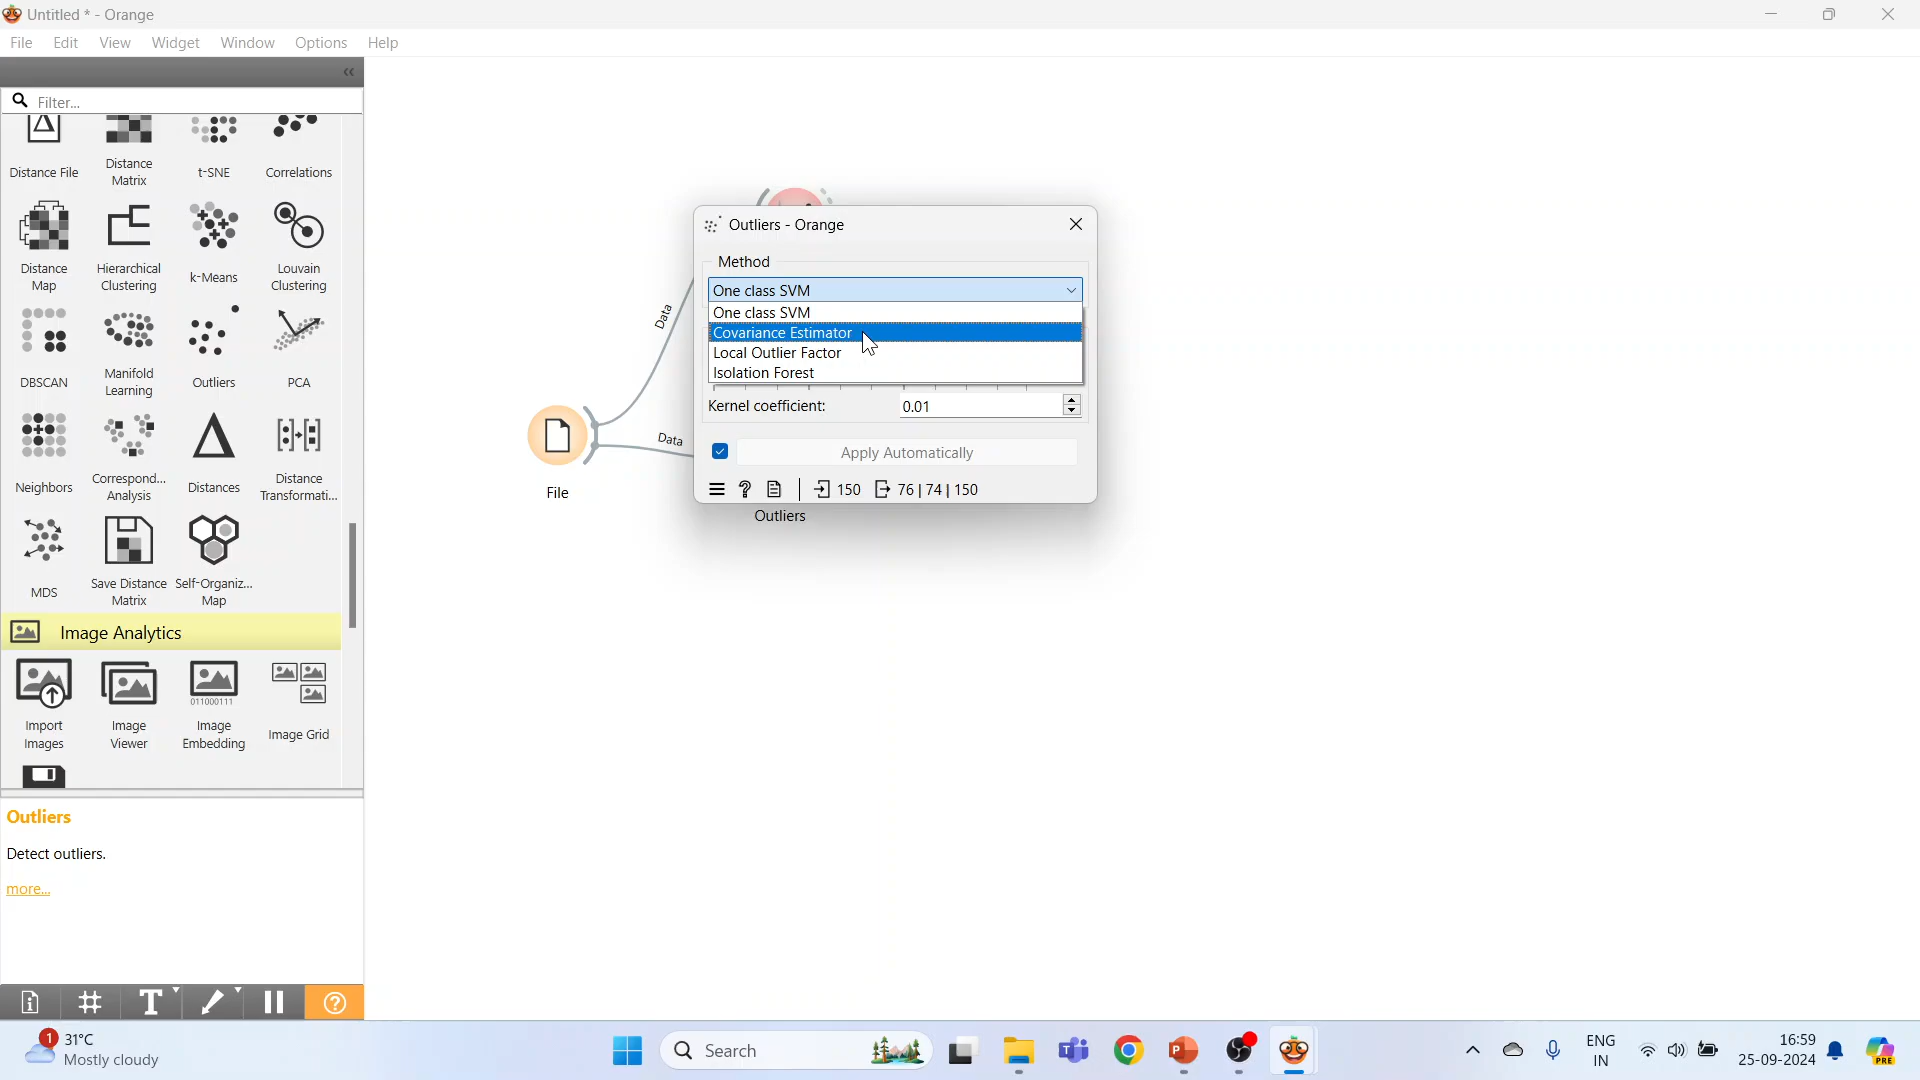 Untitled * - Orange
File Edit View Widget Window Options Help
Filter...
Distance File
Distance
Matrix
t-SNE
Correlations
Distance
Map
Hierarchical
Clustering
k-Means
Louvain
Clustering
DBSCAN
Manifold
Learning
Outliers
PCA
Neighbors
Correspond...
Analysis
Distances
Distance
Transformati...
MDS
Save Distance
Matrix
Self-Organiz...
Map
Image Analytics
Import
Images
Image
Viewer
011000111
Image
Embedding
Image Grid
Outliers
Detect outliers.
more...
File
Data
Data
Outliers
Outliers - Orange
Method
One class SVM
One class SVM
Covariance Estimator
Local Outlier Factor
Isolation Forest
Kernel coefficient: 0.01
Apply Automatically
150 76 | 74 | 150
1
31°C
Mostly cloudy
Search
ENG
IN
16:59
25-09-2024
PRE